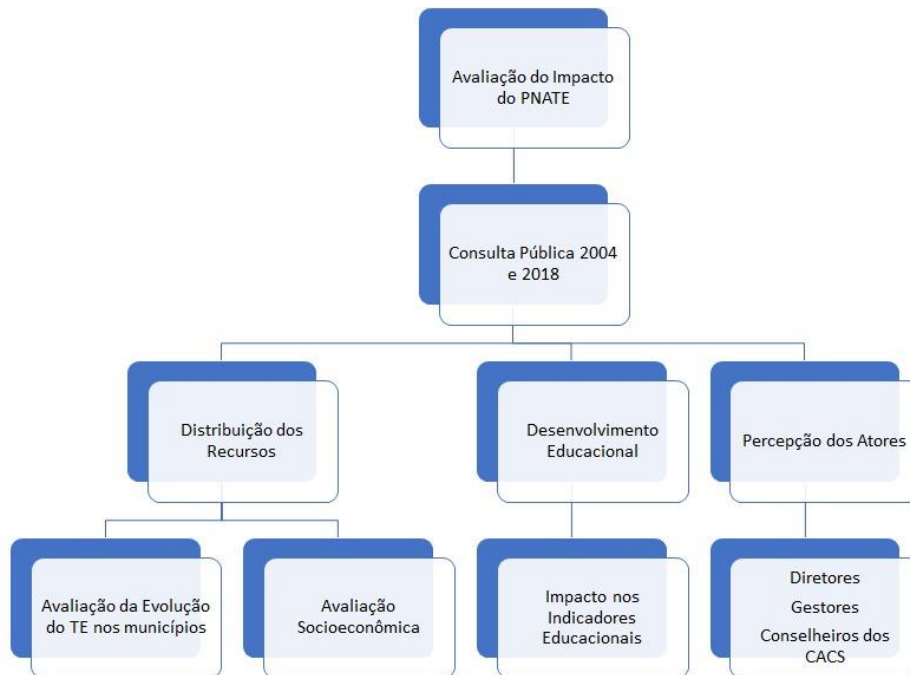 Avaliação do Impacto
do PNATE
Consulta Pública 2004
e 2018
Distribuição dos
Recursos
Desenvolvimento
Educacional
Percepção dos Atores
Avaliação da Evolução
do TE nos municípios
Avaliação
Socioeconômica
Impacto nos
Indicadores
Educacionais
Diretores
Gestores
Conselheiros dos
CACS